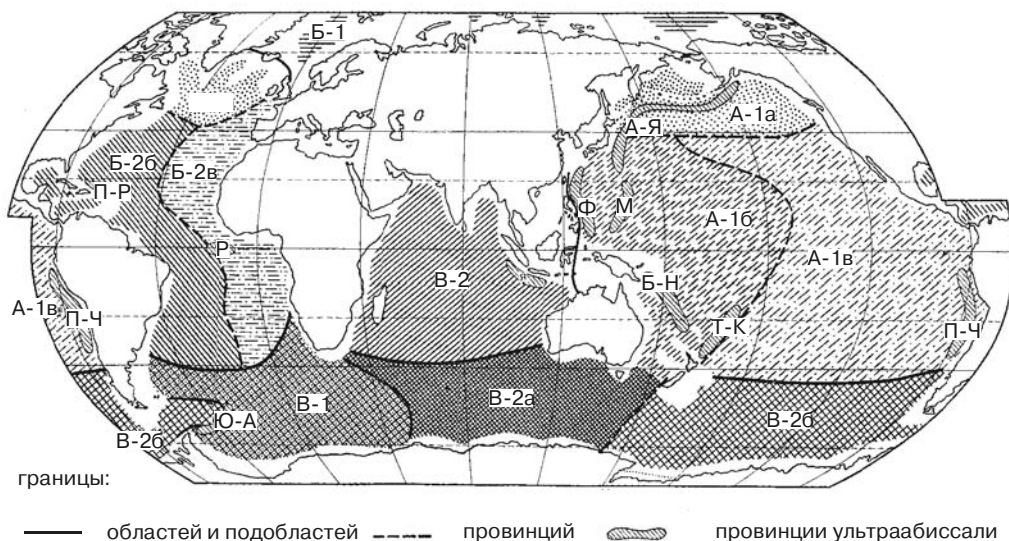 Б-1
А-1а
А-Я
Б-2б
Б-2в
П-Р
Ф
М
А-1б
Р
А-1в
В-2
Б-Н
А-1в
П-Ч
Т-К
П-Ч
В-2а
В-1
В-2б
Ю-А
В-2б
границы:
областей и подобластей провинций провинции ультраабиссали